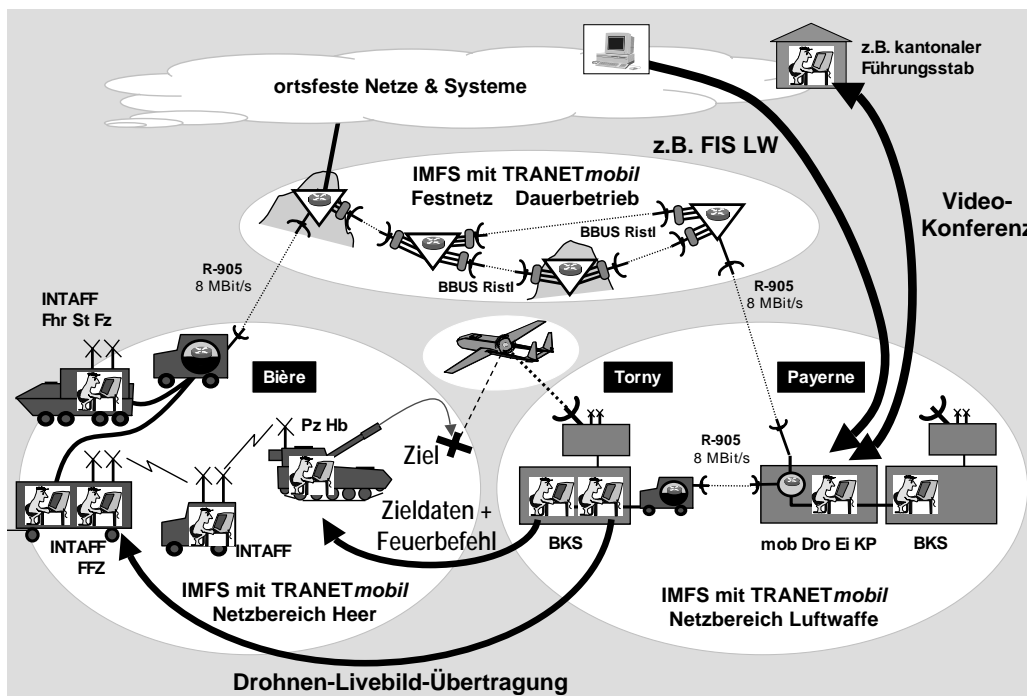 ortsfeste Netze & Systeme
z.B. kantonaler
Führungsstab
z.B. FIS LW
Video-
Konferenz
IMFS mit TRANETmobil
Festnetz Dauerbetrieb
BBUS Ristl
BBUS Ristl
R-905
8 MBit/s
R-905
8 MBit/s
INTAFF
Fhr St Fz
Bière
Torny
Payerne
Pz Hb
Ziel
R-905
8 MBit/s
Zieldaten +
Feuerbefehl
INTAFF
FFZ
INTAFF
BKS
mob Dro Ei KP
BKS
IMFS mit TRANETmobil
Netzbereich Heer
IMFS mit TRANETmobil
Netzbereich Luftwaffe
Drohnen-Livebild-Übertragung